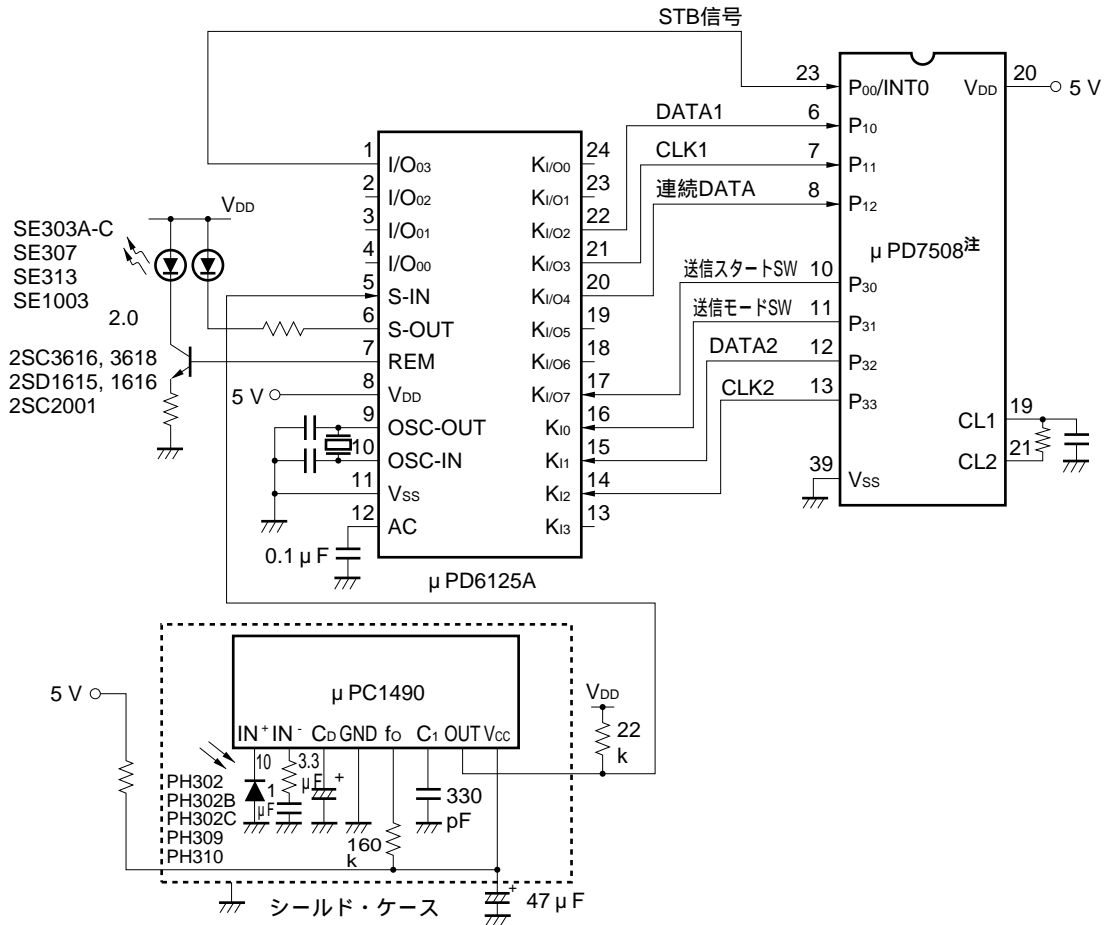 STB信号
23 P00/INT0 VDD 20 5 V
DATA1 6 P10
CLK1 7 P11
連続DATA 8 P12
μPD7508注
送信スタートSW 10 P30
送信モードSW 11 P31
DATA2 12 P32
CLK2 13 P33
CL1 19
CL2 21
39 VSS
1 I/O03 KI/O0 24
2 I/O02 KI/O1 23
3 I/O01 KI/O2 22
4 I/O00 KI/O3 21
5 S-IN KI/O4 20
6 S-OUT KI/O5 19
7 REM KI/O6 18
5 V 8 VDD KI/O7 17
9 OSC-OUT KI0 16
10 OSC-IN KI1 15
11 VSS KI2 14
12 AC KI3 13
0.1 μF
μPD6125A
VDD
SE303A-C
SE307
SE313
SE1003
2.0
2SC3616, 3618
2SD1615, 1616
2SC2001
μPC1490
IN+ IN- CD GND fO C1 OUT VCC
5 V
10
3.3
μF +
1
μF
PH302
PH302B
PH302C
PH309
PH310
160
k
330
pF
VDD
22
k
+
47 μF
シールド・ケース